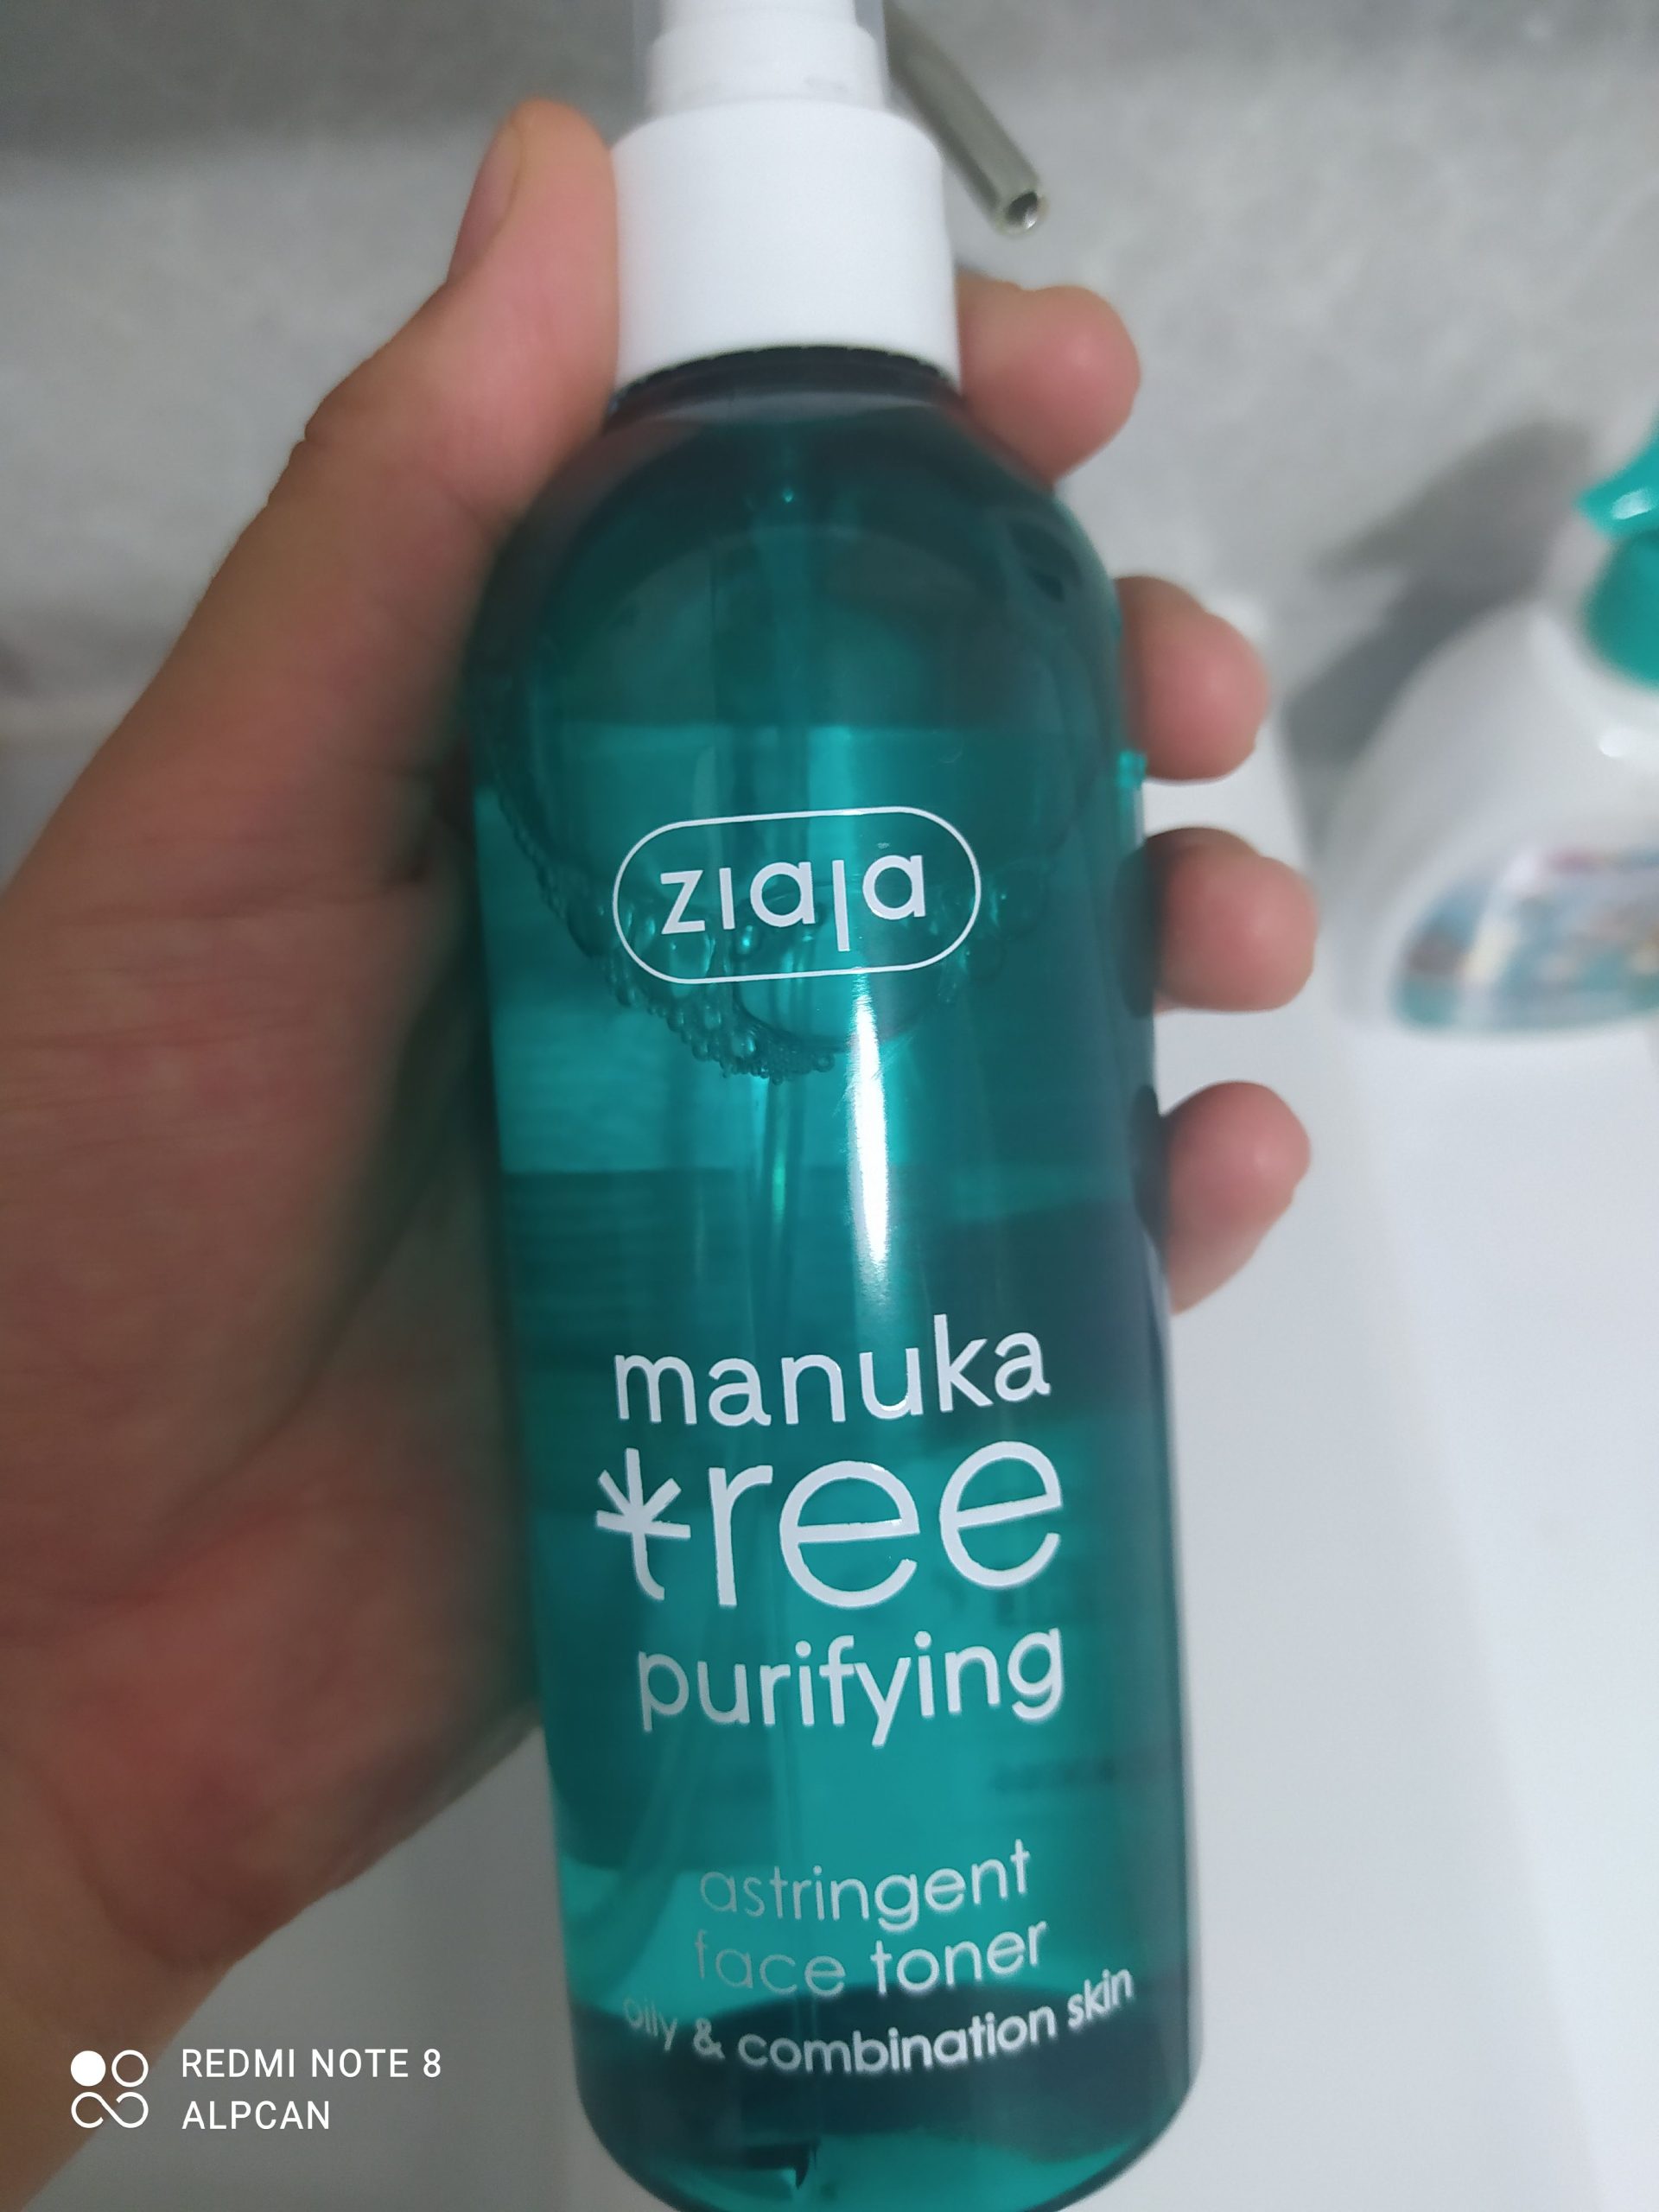 ziaja
manuka
tree
purifying
astringent
face toner
oily & combination skin
REDMI NOTE 8
ALPCAN